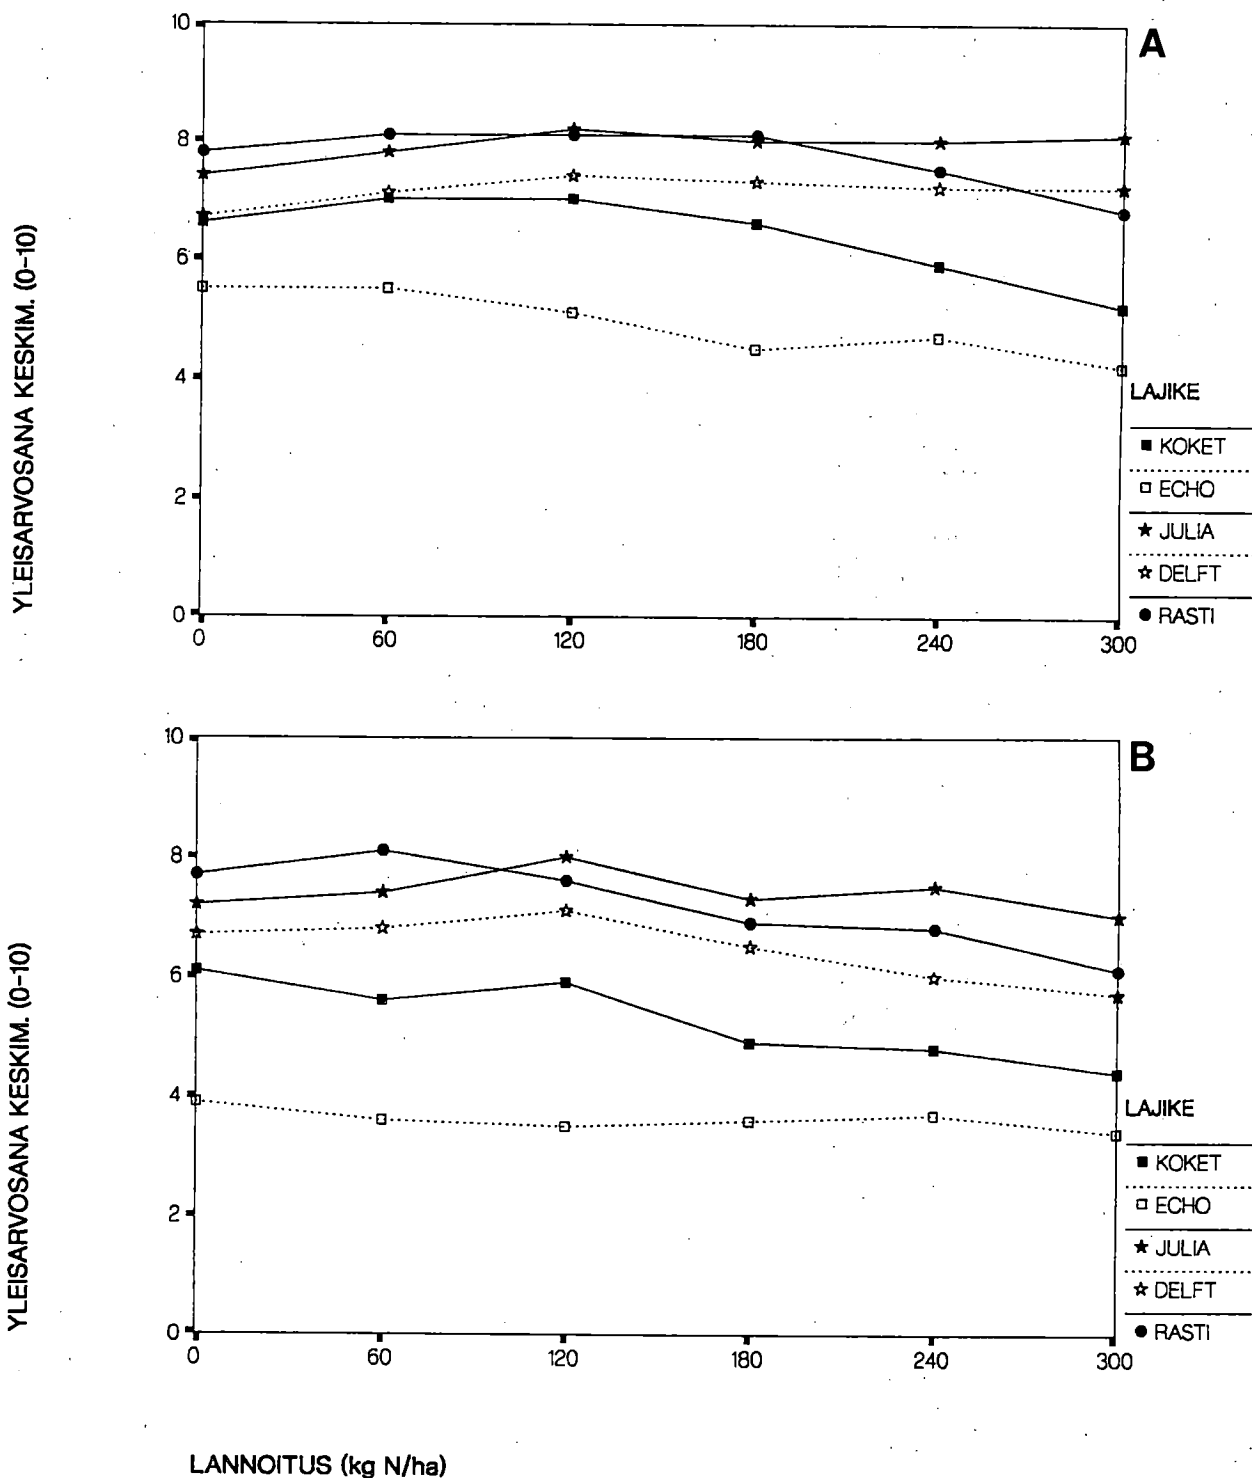 A
YLEISARVOSANA KESKIM. (0-10)
10
8
6
4
2
0
0 60 120 180 240 300
LAJIKE
KOKET
ECHO
JULIA
DELFT
RASTI
B
YLEISARVOSANA KESKIM. (0-10)
10
8
6
4
2
0
0 60 120 180 240 300
LAJIKE
KOKET
ECHO
JULIA
DELFT
RASTI
LANNOITUS (kg N/ha)